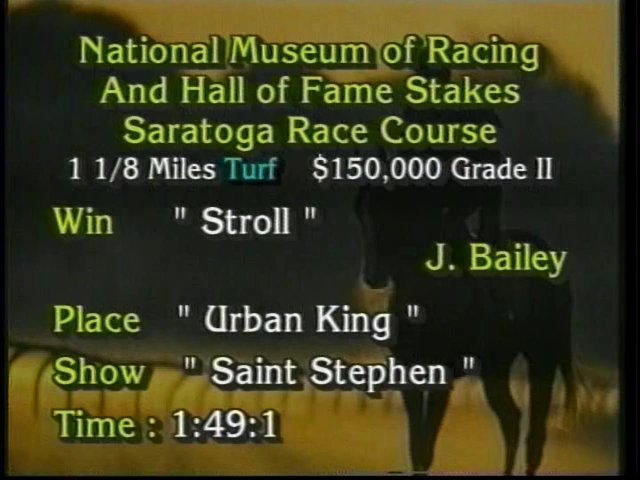 National Museum of Racing
And Hall of Fame Stakes
Saratoga Race Course
1 1/8 Miles Turf $150,000 Grade II
Win " Stroll "
J. Bailey
Place " Urban King "
Show " Saint Stephen "
Time : 1:49:1